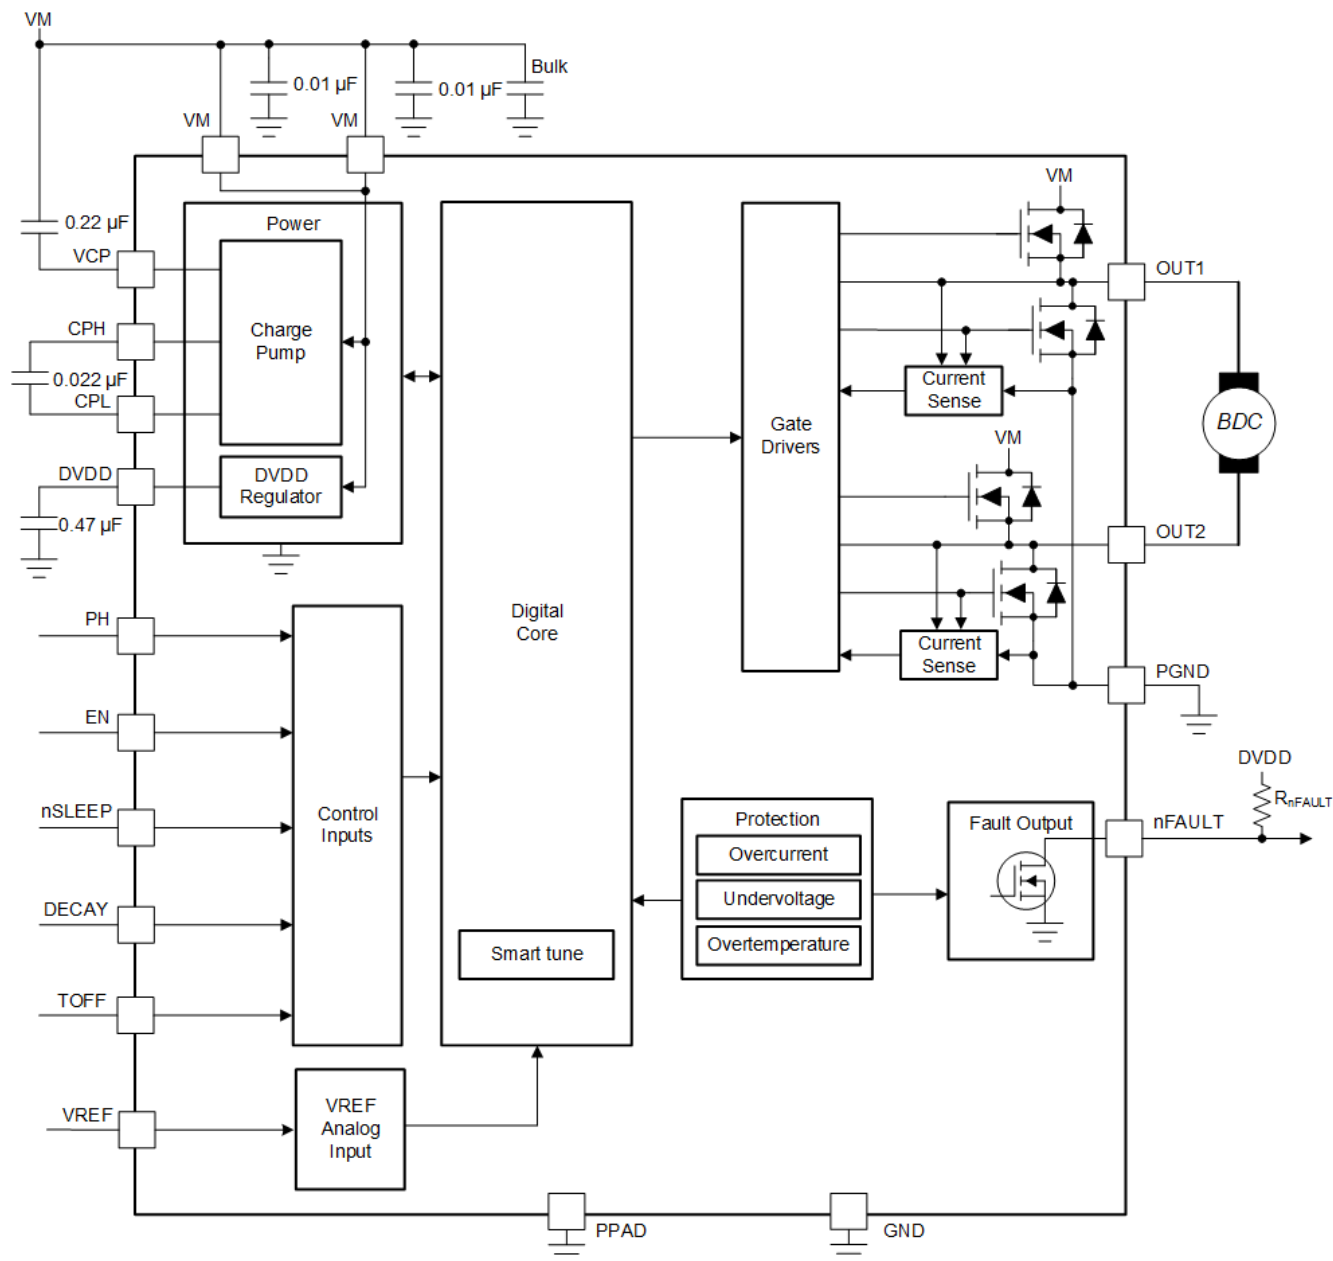 VM
Bulk
0.01 µF
0.01 µF
VM
VM
VM
0.22 µF
Power
VCP
OUT1
CPH
Charge
Pump
0.022 µF
CPL
Current
Sense
BDC
Gate
Drivers
VM
DVDD
DVDD
Regulator
0.47 µF
OUT2
PH
Digital
Core
Current
Sense
PGND
EN
DVDD
RnFAULT
nSLEEP
Control
Inputs
Protection
Fault Output
nFAULT
Overcurrent
Undervoltage
DECAY
Overtemperature
Smart tune
TOFF
VREF
VREF
Analog
Input
PPAD
GND